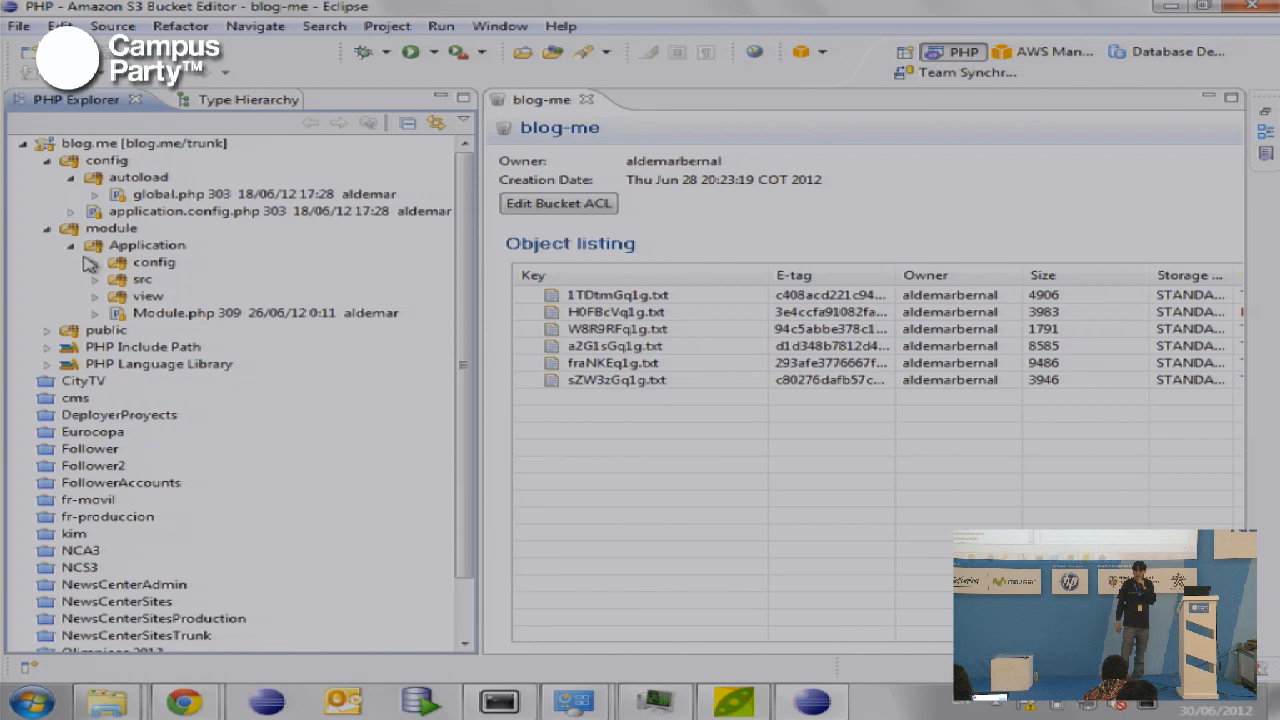 PHP - Amazon S3 Bucket Editor - blog-me - Eclipse
File Edit Source Refactor Navigate Search Project Run Window Help
Campus
Party™
PHP AWS Man... Database De...
Team Synchr...
PHP Explorer Type Hierarchy
blog-me
blog-me
blog.me [blog.me/trunk]
config
autoload
global.php 303 18/06/12 17:28 aldemar
application.config.php 303 18/06/12 17:28 aldemar
module
Application
config
src
view
Module.php 309 26/06/12 0:11 aldemar
public
PHP Include Path
PHP Language Library
CityTV
cms
DeployerProyects
Eurocopa
Follower
Follower2
FollowerAccounts
fr-movil
fr-produccion
kim
NCA3
NCS3
NewsCenterAdmin
NewsCenterSites
NewsCenterSitesProduction
NewsCenterSitesTrunk
Owner: aldemarbernal
Creation Date: Thu Jun 28 20:23:19 COT 2012
Edit Bucket ACL
Object listing
Key E-tag Owner Size Storage ...
1TDtmGq1g.txt c408acd221c94... aldemarbernal 4906 STANDA...
H0FBcVq1g.txt 3e4ccfa91082fa... aldemarbernal 3983 STANDA...
W8R9RFq1g.txt 94c5abbe378c1... aldemarbernal 1791 STANDA...
a2G1sGq1g.txt d1d348b7812d4... aldemarbernal 8585 STANDA...
fraNKEq1g.txt 293afe3776667f... aldemarbernal 9486 STANDA...
sZW3zGq1g.txt c80276dafb57c... aldemarbernal 3946 STANDA...
hp
30/06/2012